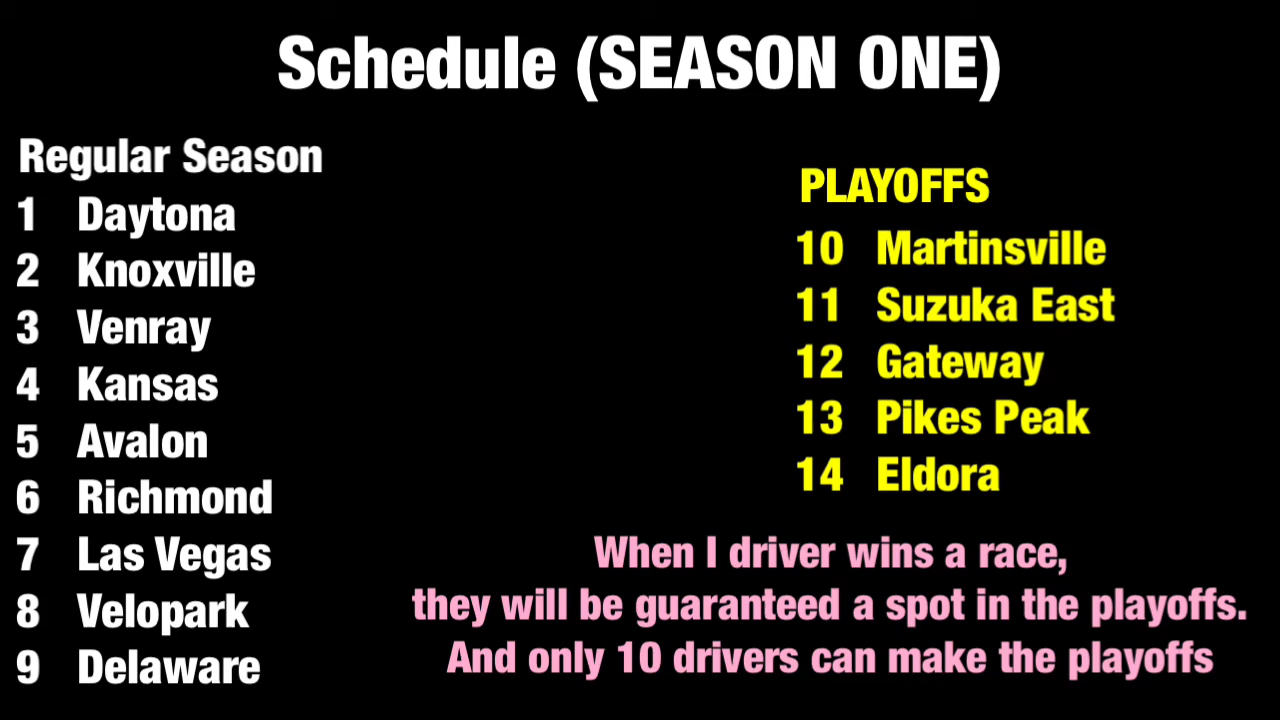 Schedule (SEASON ONE)
Regular Season
1 Daytona
2 Knoxville
3 Venray
4 Kansas
5 Avalon
6 Richmond
7 Las Vegas
8 Velopark
9 Delaware
PLAYOFFS
10 Martinsville
11 Suzuka East
12 Gateway
13 Pikes Peak
14 Eldora
When I driver wins a race,
they will be guaranteed a spot in the playoffs.
And only 10 drivers can make the playoffs